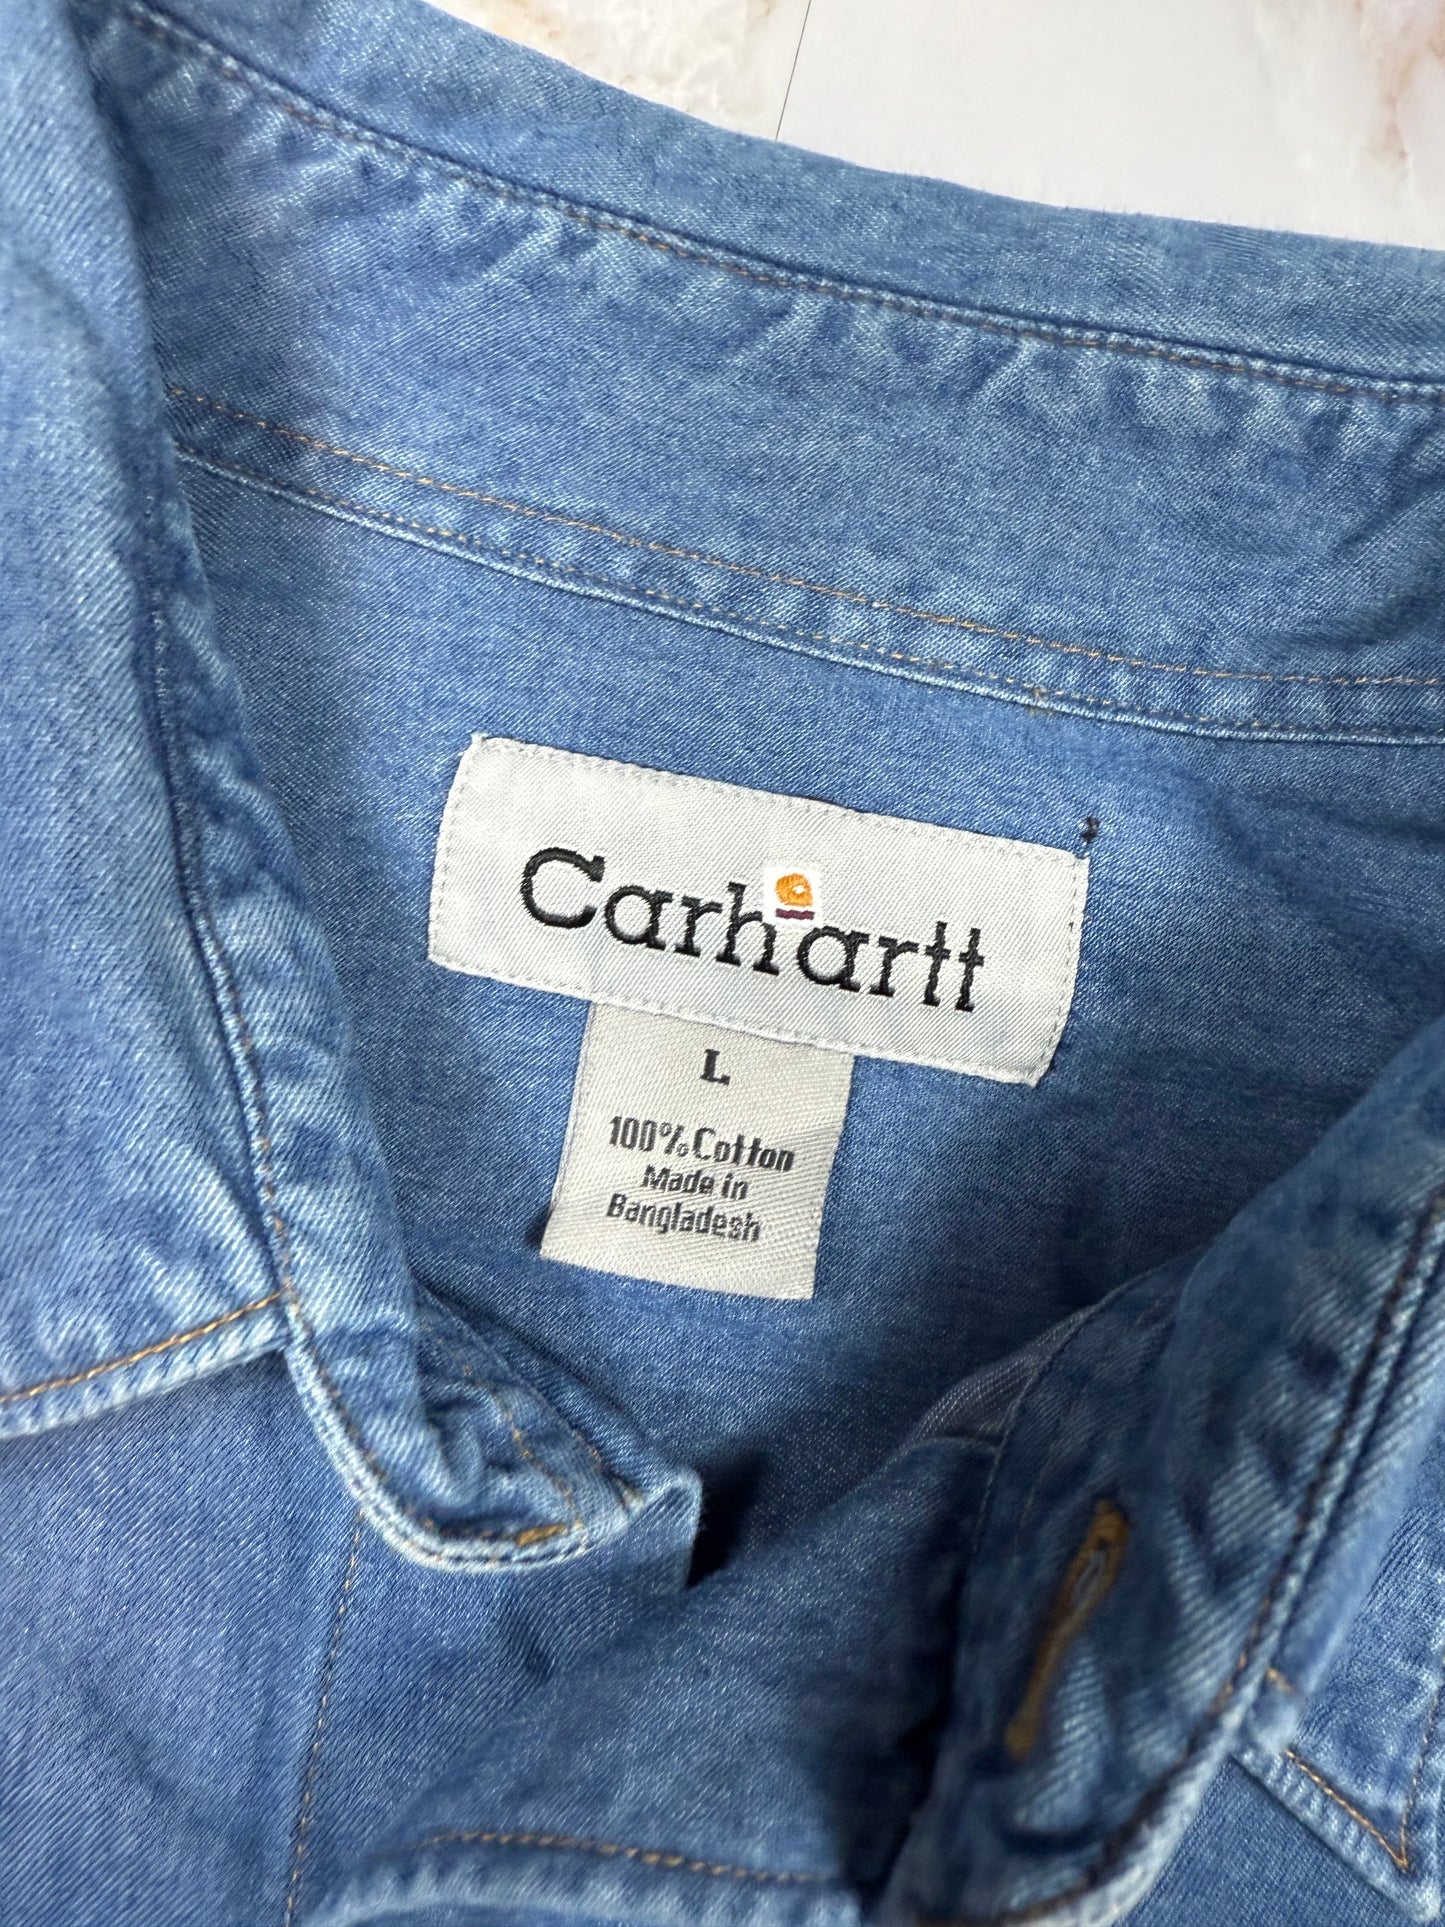 Carhartt
L
100% Cotton
Made in
Bangladesh